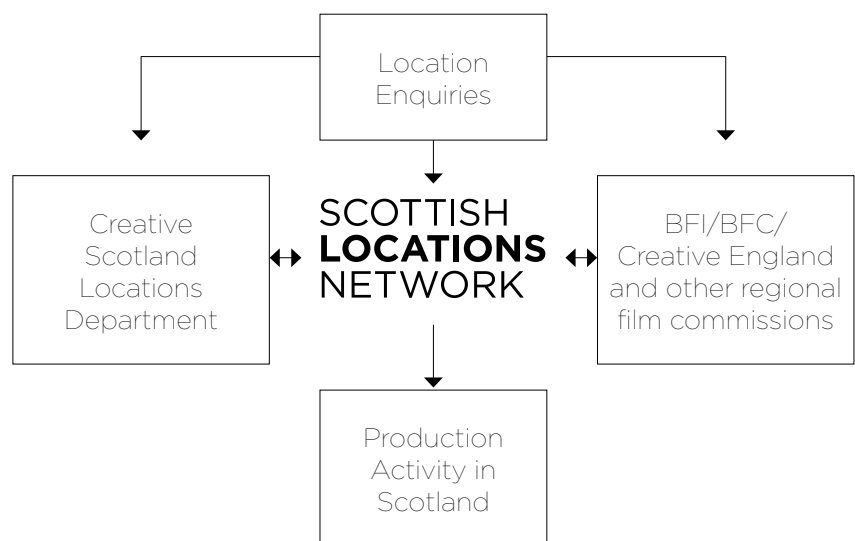 Location
Enquiries
Creative
Scotland
Locations
Department
SCOTTISH
LOCATIONS
NETWORK
BFI/BFC/
Creative England
and other regional
film commissions
Production
Activity in
Scotland